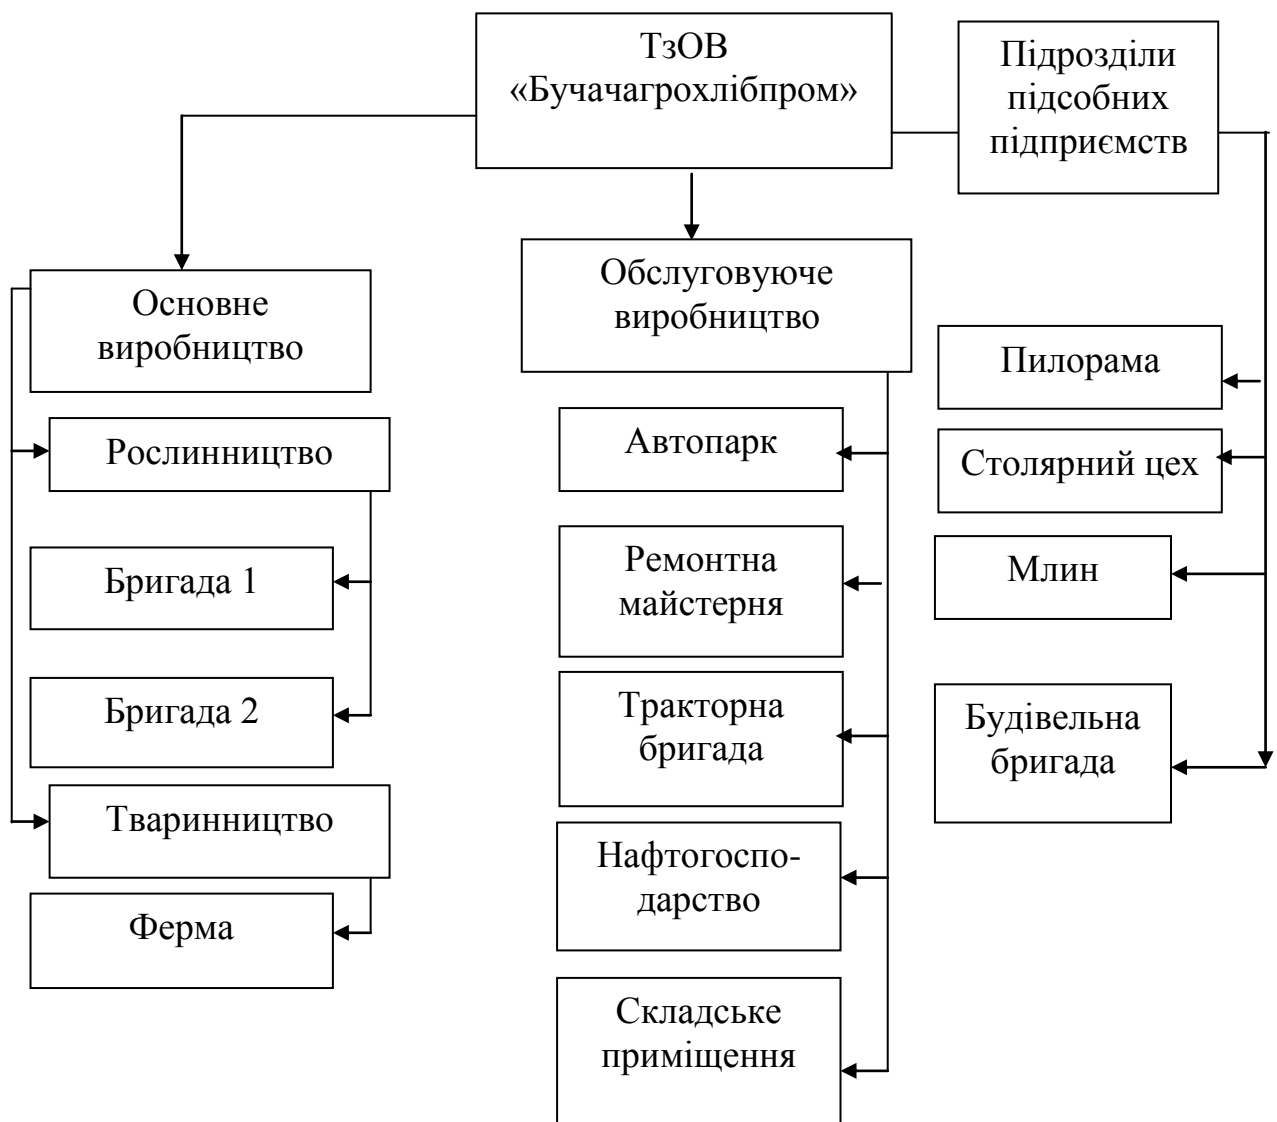 ТзОВ
«Бучачагрохлібпром»
Підрозділи
підсобних
підприємств
Основне
виробництво
Рослинництво
Бригада 1
Бригада 2
Тваринництво
Ферма
Обслуговуюче
виробництво
Автопарк
Ремонтна
майстерня
Тракторна
бригада
Нафтогоспо-
дарство
Складське
приміщення
Пилорама
Столярний цех
Млин
Будівельна
бригада